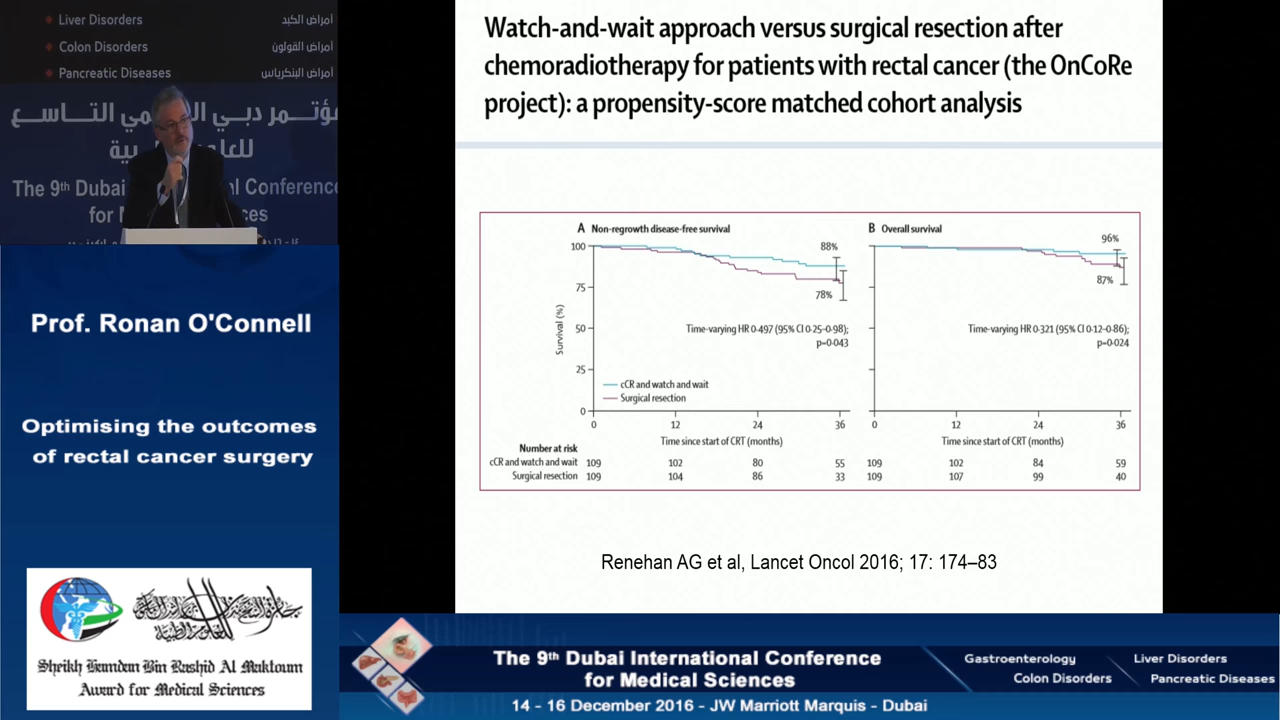 Liver Disorders
أمراض الكبد
Colon Disorders
أمراض القولون
Pancreatic Diseases
أمراض البنكرياس
التاسع
The 9th Dubai
Conference
for
Sciences
Prof. Ronan O'Connell
Optimising the outcomes
of rectal cancer surgery
Sheikh Hamdan Bin Rashid Al Maktoum
Award for Medical Sciences
Watch-and-wait approach versus surgical resection after
chemoradiotherapy for patients with rectal cancer (the OnCoRe
project): a propensity-score matched cohort analysis
A Non-regrowth disease-free survival
100
75
50
25
0
Survival (%)
88%
78%
Time-varying HR 0·497 (95% CI 0·25–0·98);
p=0·043
cCR and watch and wait
Surgical resection
0 12 24 36
Time since start of CRT (months)
B Overall survival
96%
87%
Time-varying HR 0·321 (95% CI 0·12–0·86);
p=0·024
0 12 24 36
Time since start of CRT (months)
Number at risk
cCR and watch and wait 109 102 80 55 109 102 84 59
Surgical resection 109 104 86 33 109 107 99 40
Renehan AG et al, Lancet Oncol 2016; 17: 174–83
The 9th Dubai International Conference
for Medical Sciences
14 - 16 December 2016 - JW Marriott Marquis - Dubai
Gastroenterology
Liver Disorders
Colon Disorders
Pancreatic Diseases